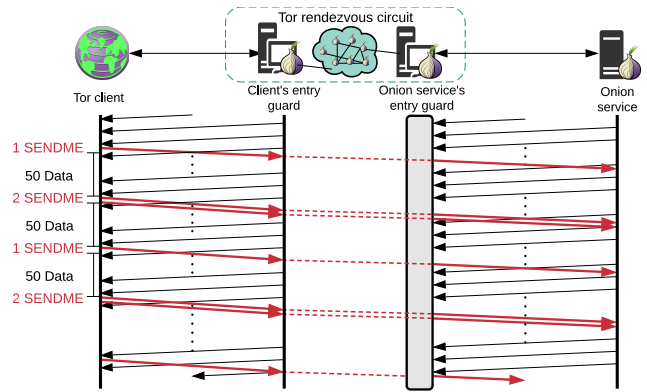 Tor rendezvous circuit
Tor client
Client's entry
guard
Onion service's
entry guard
Onion
service
1 SENDME
50 Data
2 SENDME
50 Data
1 SENDME
50 Data
2 SENDME